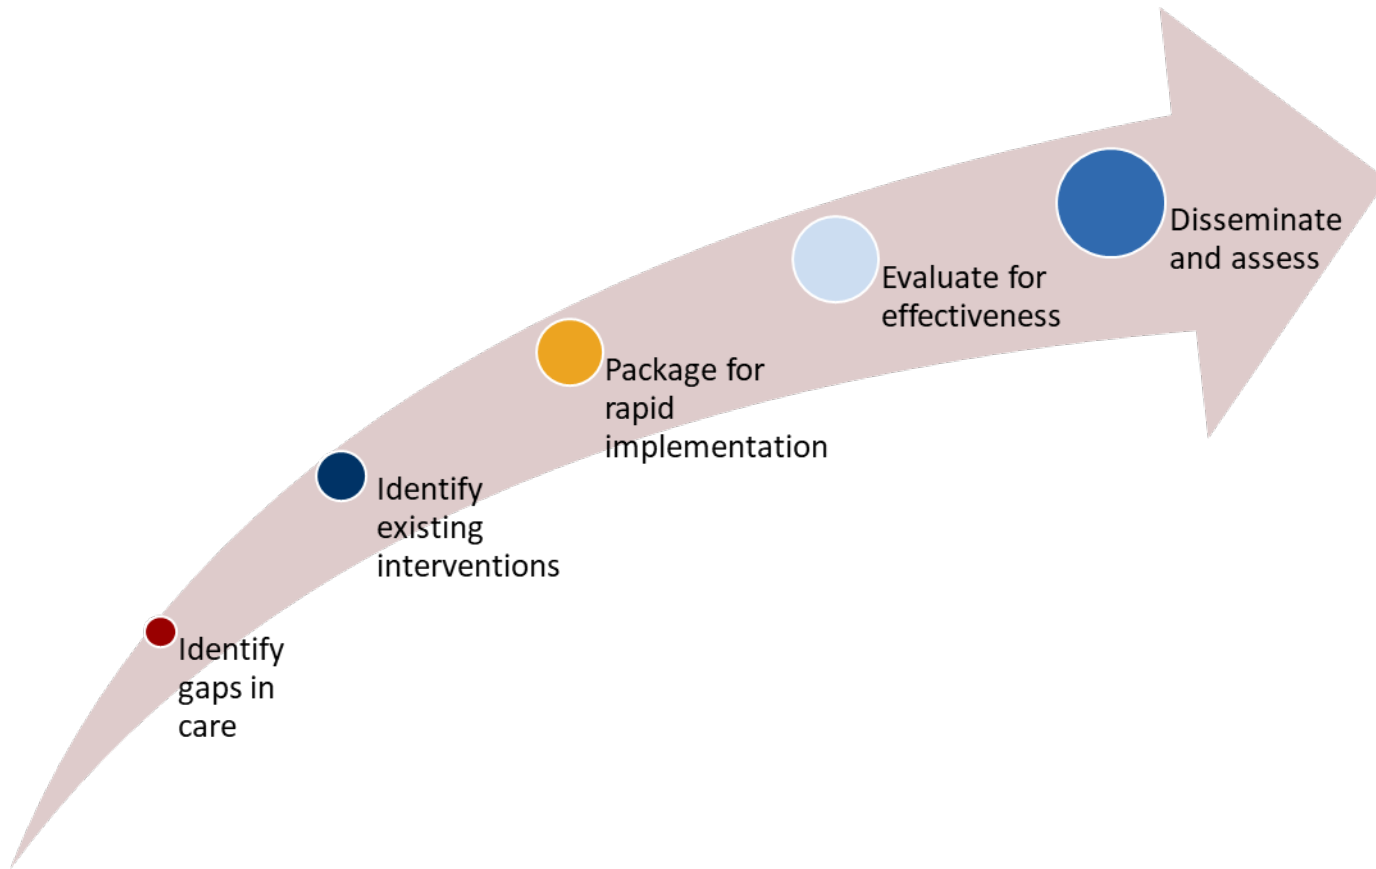 Identify
gaps in
care
Identify
existing
interventions
Package for
rapid
implementation
Evaluate for
effectiveness
Disseminate
and assess